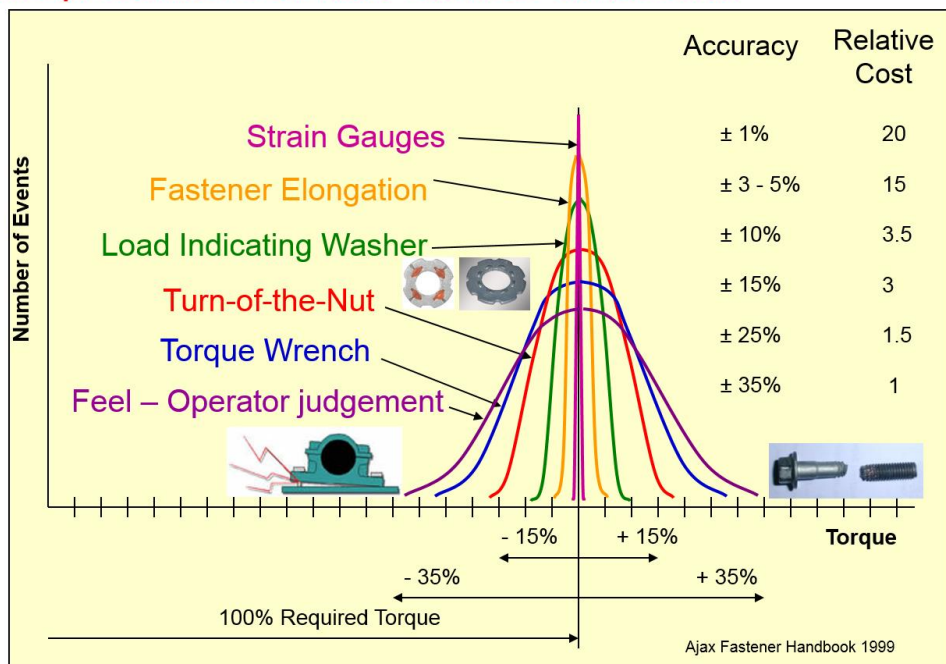 Accuracy
Relative
Cost
Number of Events
Strain Gauges
± 1%
20
Fastener Elongation
± 3 - 5%
15
Load Indicating Washer
± 10%
3.5
Turn-of-the-Nut
± 15%
3
Torque Wrench
± 25%
1.5
Feel – Operator judgement
± 35%
1
- 15%
+ 15%
Torque
- 35%
+ 35%
100% Required Torque
Ajax Fastener Handbook 1999